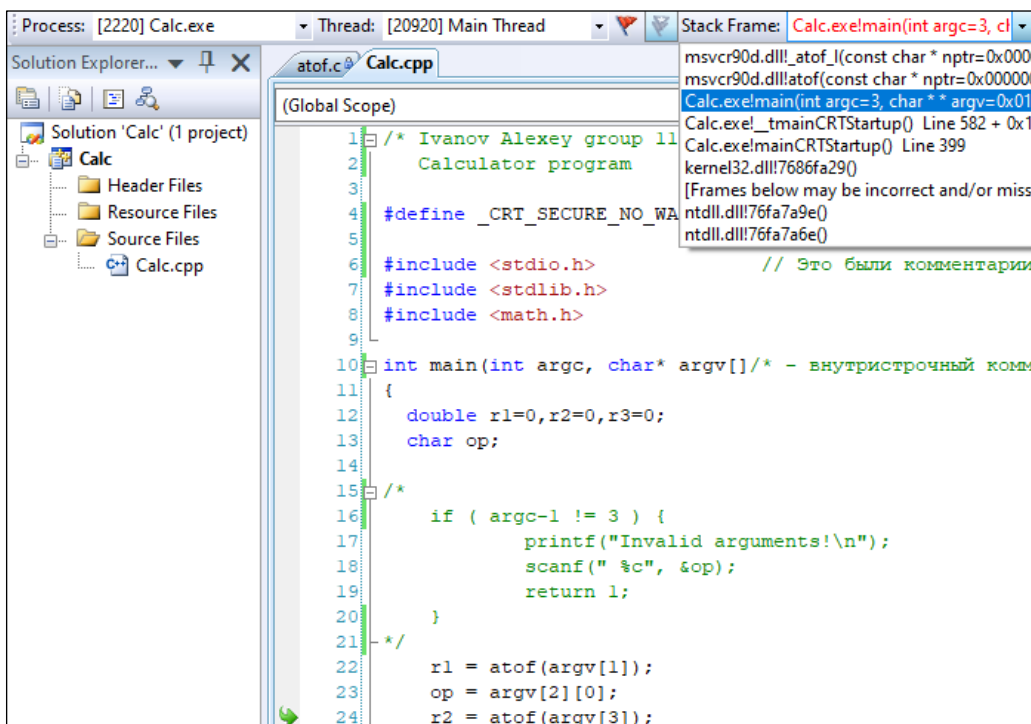 Process: [2220] Calc.exe Thread: [20920] Main Thread Stack Frame: Calc.exe!main(int argc=3, ch
Solution Explorer...
atof.c Calc.cpp
(Global Scope)
msvcr90d.dll!_atof_l(const char * nptr=0x000
msvcr90d.dll!atof(const char * nptr=0x000000
Calc.exe!main(int argc=3, char * * argv=0x01
Calc.exe!__tmainCRTStartup() Line 582 + 0x1
Calc.exe!mainCRTStartup() Line 399
kernel32.dll!7686fa29()
[Frames below may be incorrect and/or miss
ntdll.dll!76fa7a9e()
ntdll.dll!76fa7a6e()
Solution 'Calc' (1 project)
Calc
Header Files
Resource Files
Source Files
Calc.cpp
1 /* Ivanov Alexey group 11
2 Calculator program
3
4 #define _CRT_SECURE_NO_WA
5
6 #include <stdio.h> // Это были комментарии
7 #include <stdlib.h>
8 #include <math.h>
9
10 int main(int argc, char* argv[]/* - внутристрочный комм
11 {
12 double r1=0,r2=0,r3=0;
13 char op;
14
15 /*
16 if ( argc-1 != 3 ) {
17 printf("Invalid arguments!\n");
18 scanf(" %c", &op);
19 return 1;
20 }
21 */
22 r1 = atof(argv[1]);
23 op = argv[2][0];
24 r2 = atof(argv[3]);